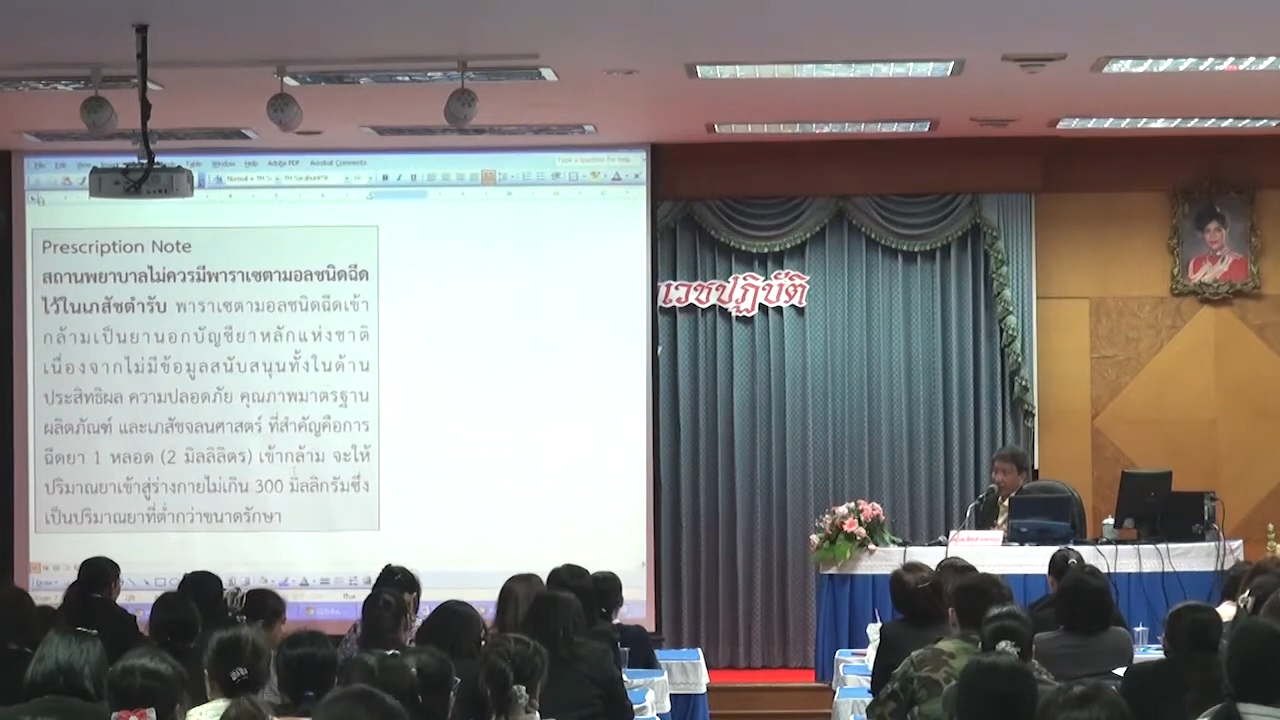 File Edit View Table Window Help Adobe PDF Acrobat Comments
Type a question for help
Prescription Note
สถานพยาบาลไม่ควรมีพาราเซตามอลชนิดฉีด
ไว้ในเภสัชตำรับ พาราเซตามอลชนิดฉีดเข้า
กล้ามเป็นยานอกบัญชียาหลักแห่งชาติ
เนื่องจากไม่มีข้อมูลสนับสนุนทั้งในด้าน
ประสิทธิผล ความปลอดภัย คุณภาพมาตรฐาน
ผลิตภัณฑ์ และเภสัชจลนศาสตร์ ที่สำคัญคือการ
ฉีดยา 1 หลอด (2 มิลลิลิตร) เข้ากล้าม จะให้
ปริมาณยาเข้าสู่ร่างกายไม่เกิน 300 มิลลิกรัมซึ่ง
เป็นปริมาณยาที่ต่ำกว่าขนาดรักษา
เวชปฏิบัติ